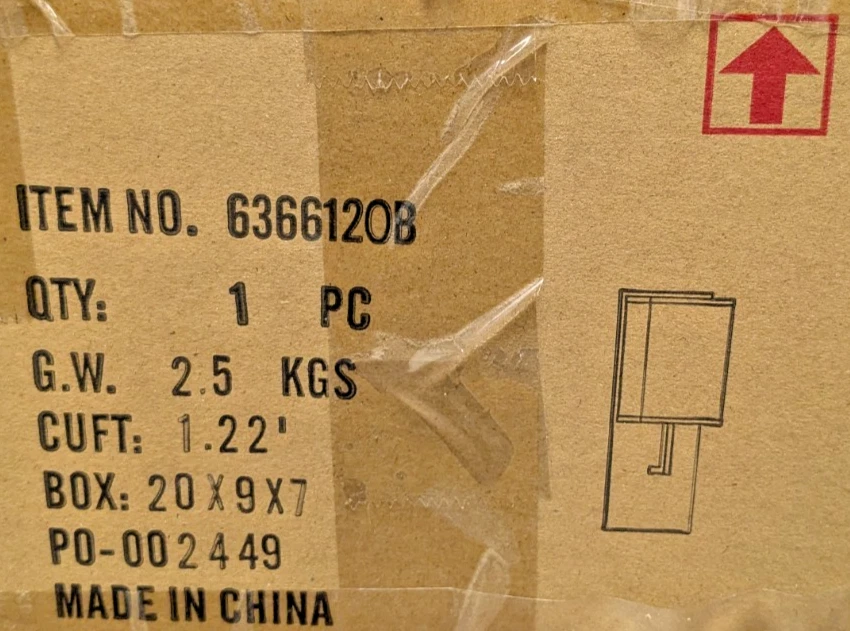 ITEM NO. 636612OB
QTY: 1 PC
G.W. 2.5 KGS
CUFT: 1.22'
BOX: 20X9X7
PO-002449
MADE IN CHINA